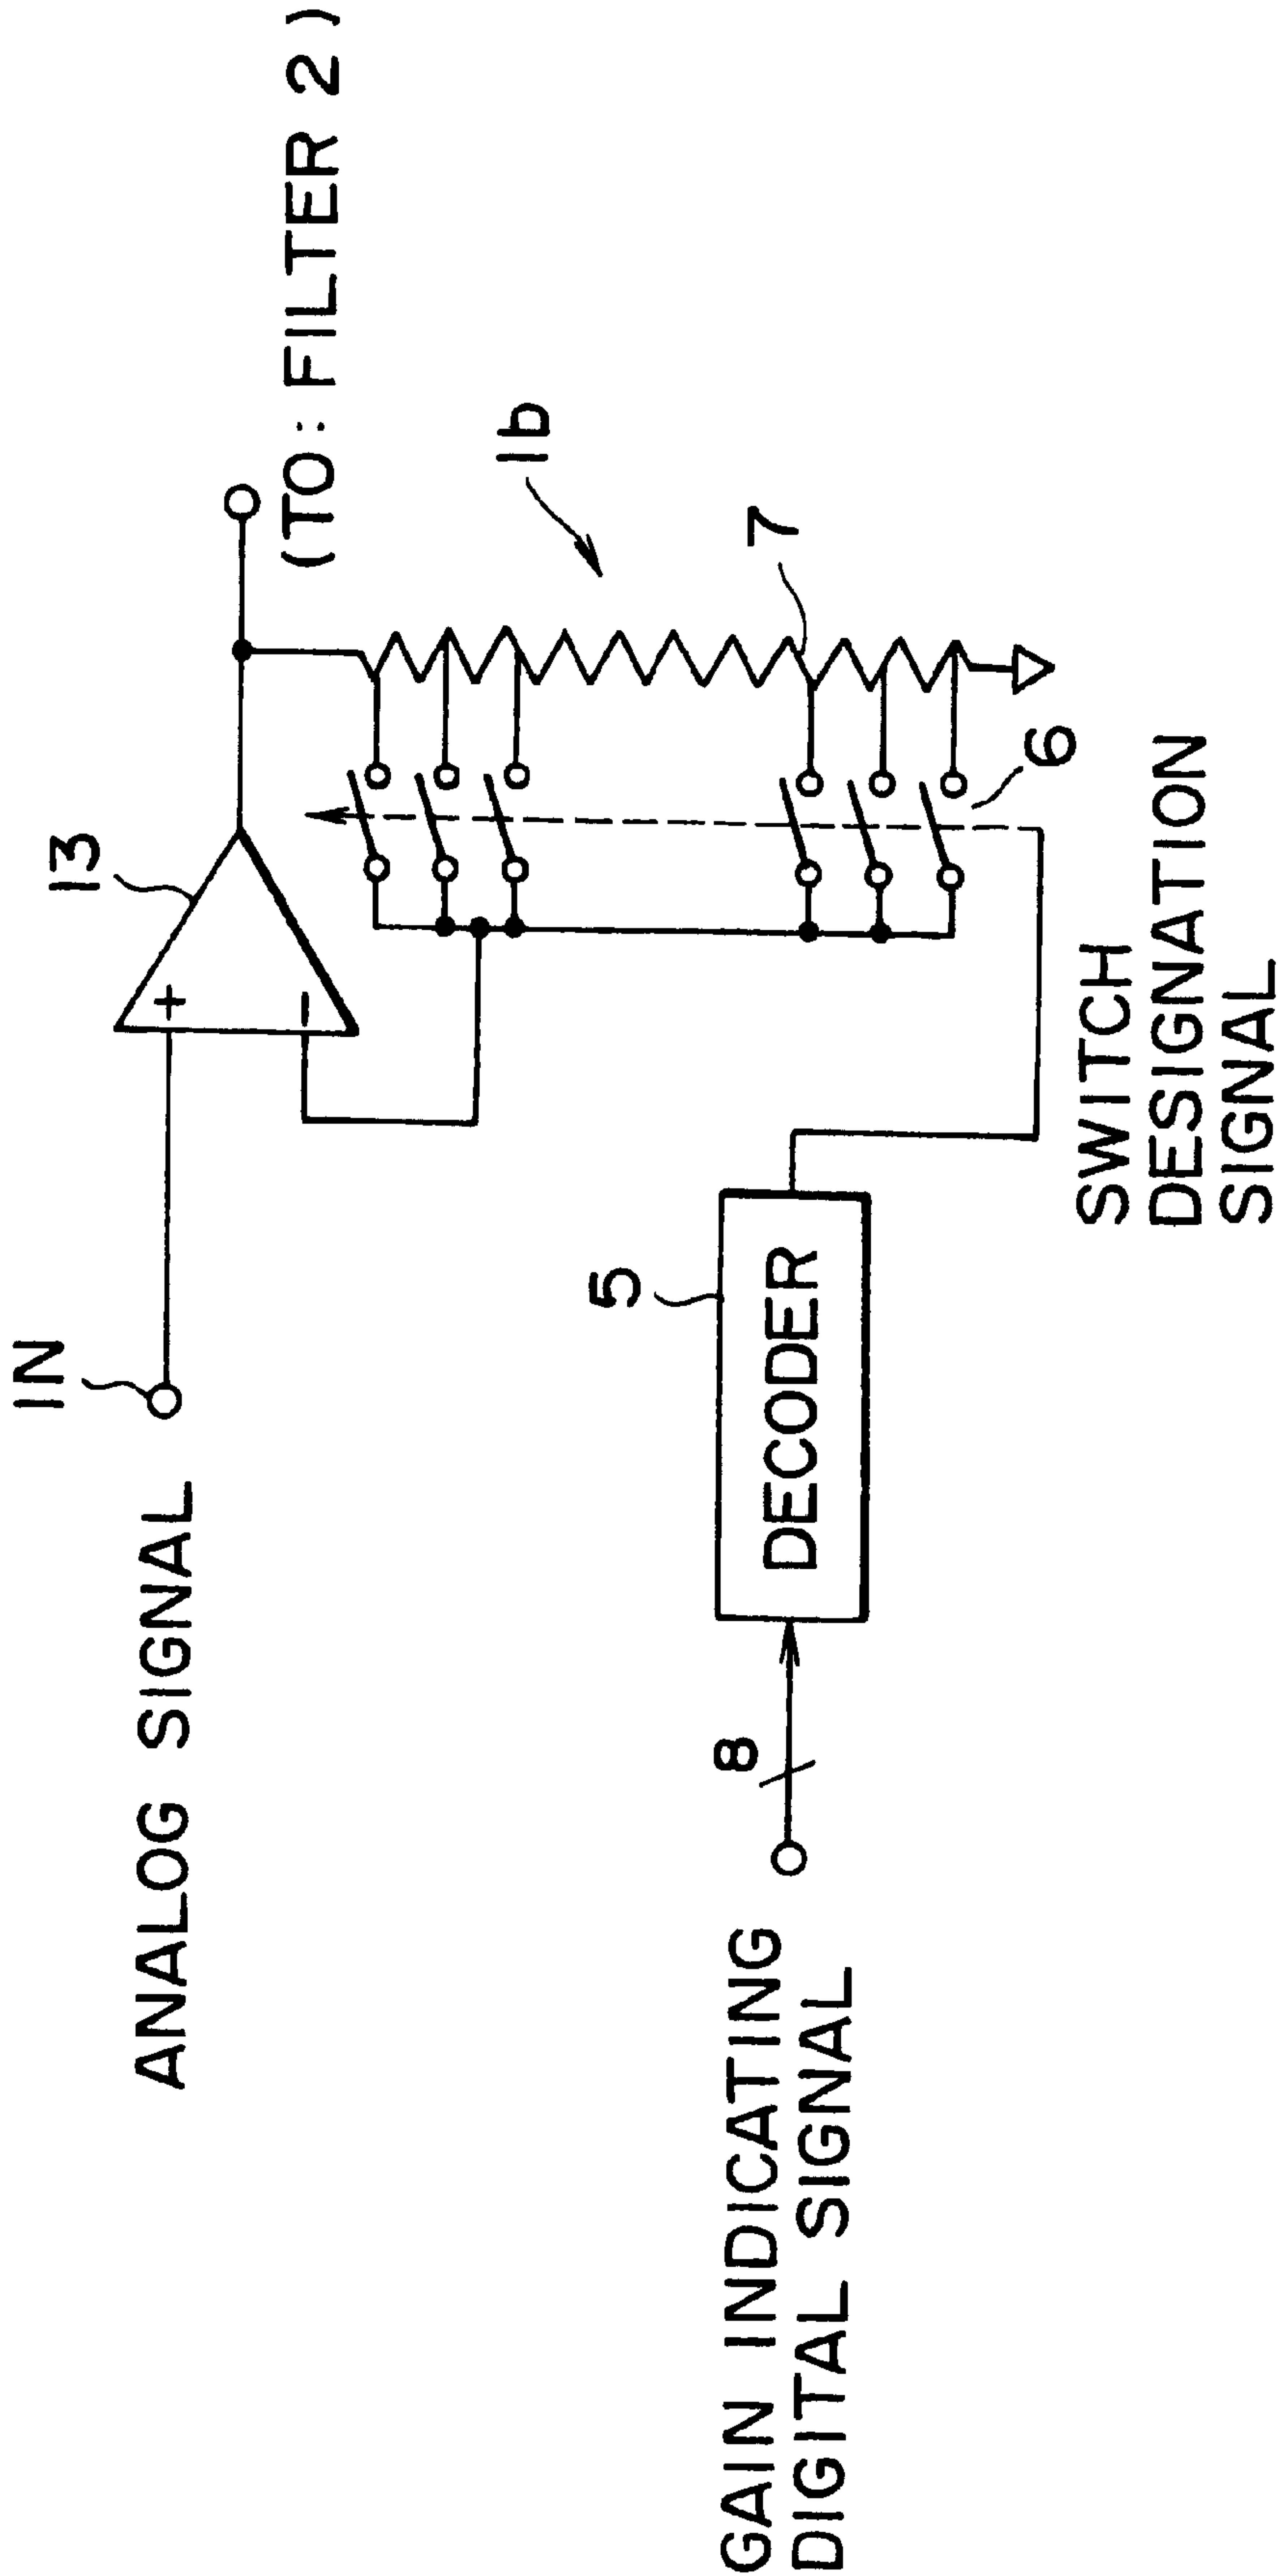 ANALOG SIGNAL
IN
13
(TO: FILTER 2)
+
−
1b
7
6
GAIN INDICATING
DIGITAL SIGNAL
8
5
DECODER
SWITCH
DESIGNATION
SIGNAL